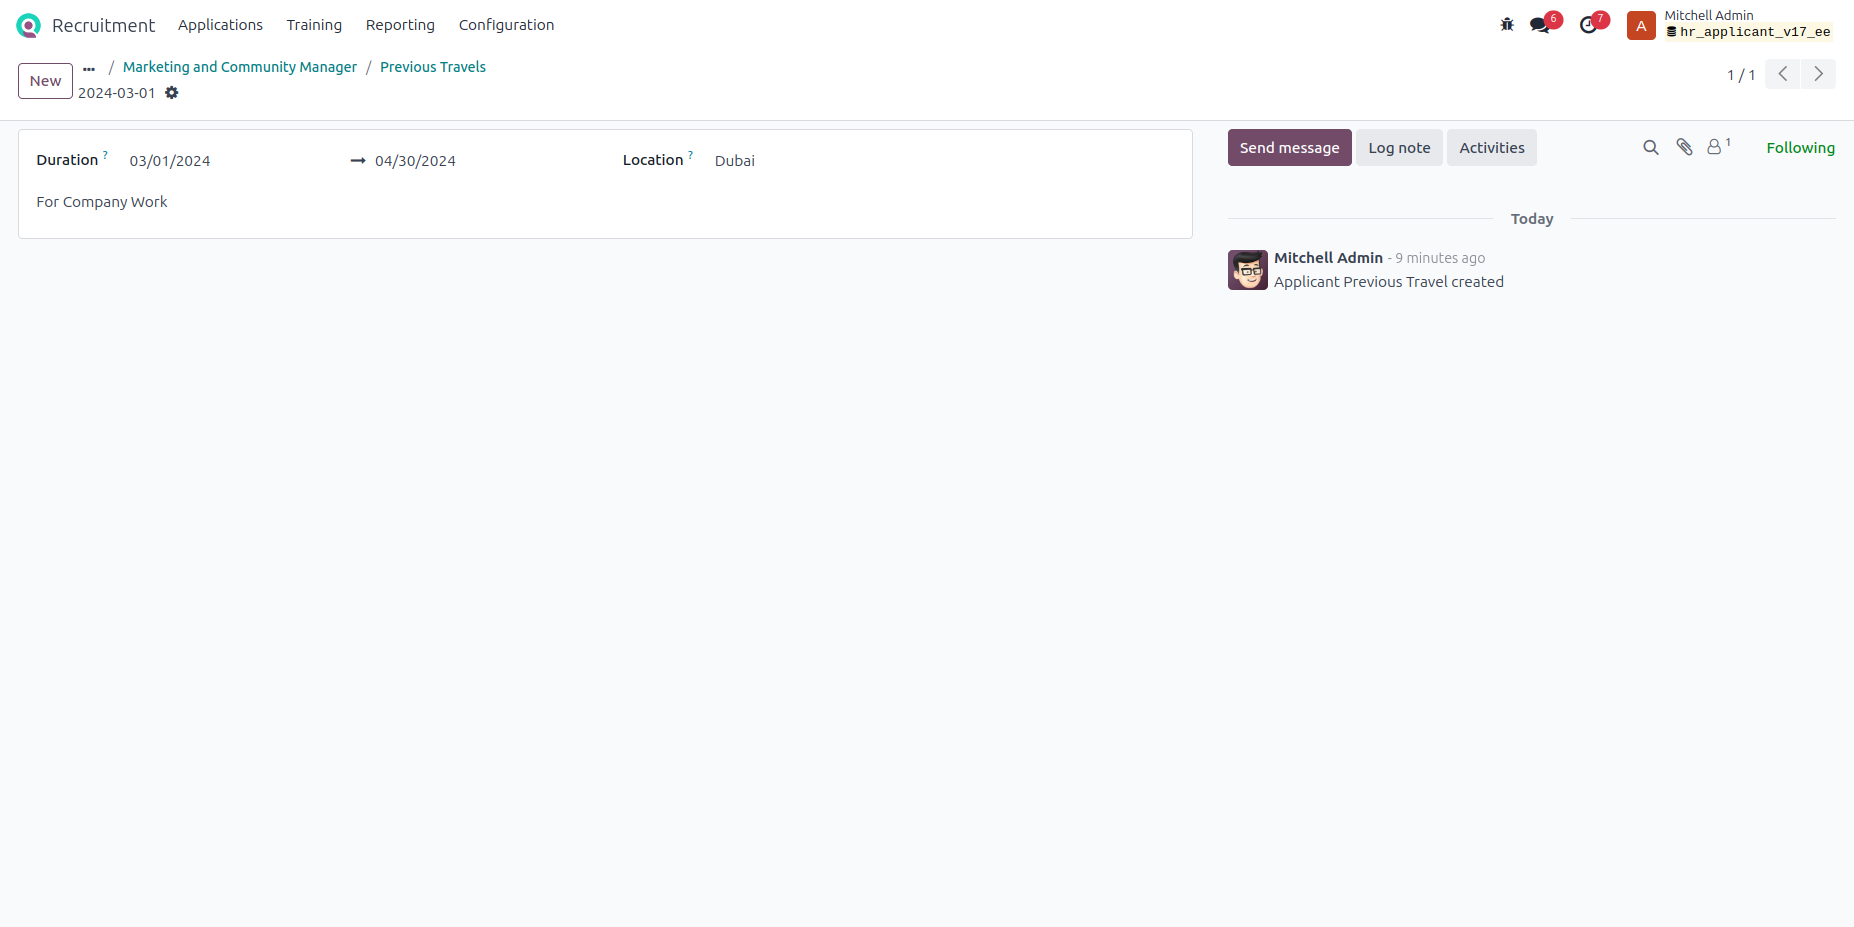 Recruitment Applications Training Reporting Configuration 6 7 A Mitchell Admin
hr_applicant_v17_ee
New ... / Marketing and Community Manager / Previous Travels
2024-03-01
1 / 1
Duration ? 03/01/2024 → 04/30/2024 Location ? Dubai
For Company Work
Send message Log note Activities 1 Following
Today
Mitchell Admin - 9 minutes ago
Applicant Previous Travel created